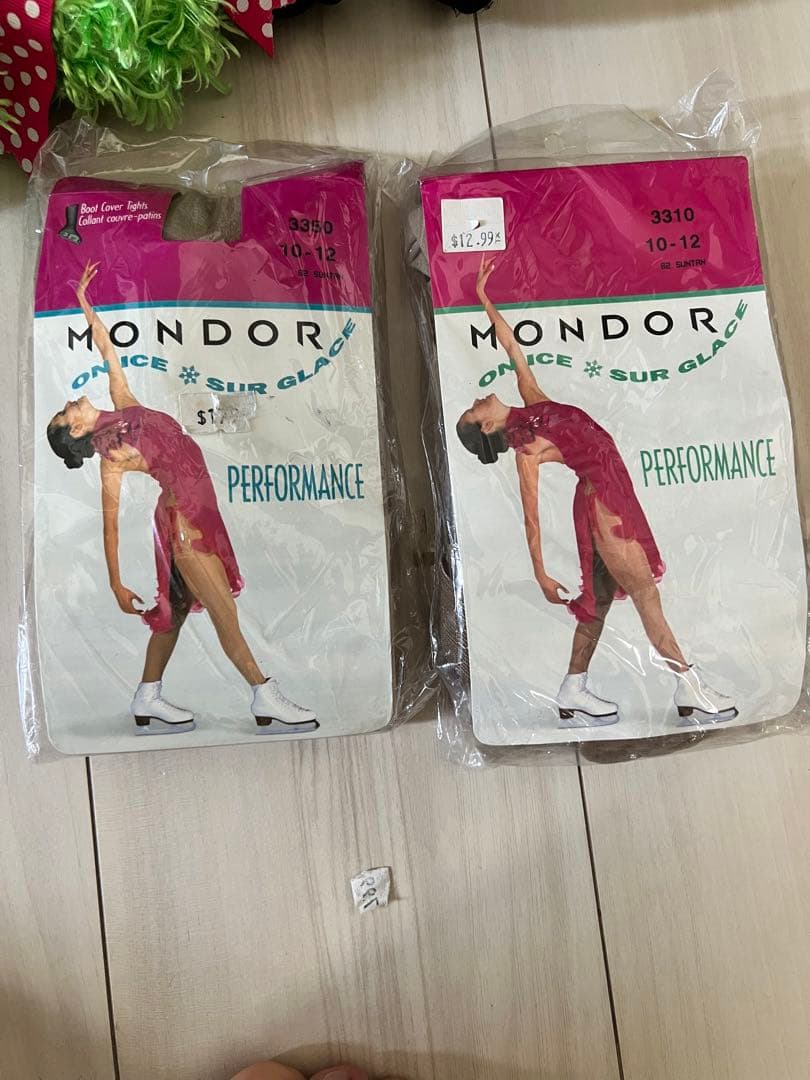 Boot Cover Tights
Collant couvre-patins
3350
10-12
82 SUNTAN
MONDOR
ON ICE SUR GLACE
PERFORMANCE
$12.99
3310
10-12
82 SUNTAN
MONDOR
ON ICE SUR GLACE
PERFORMANCE